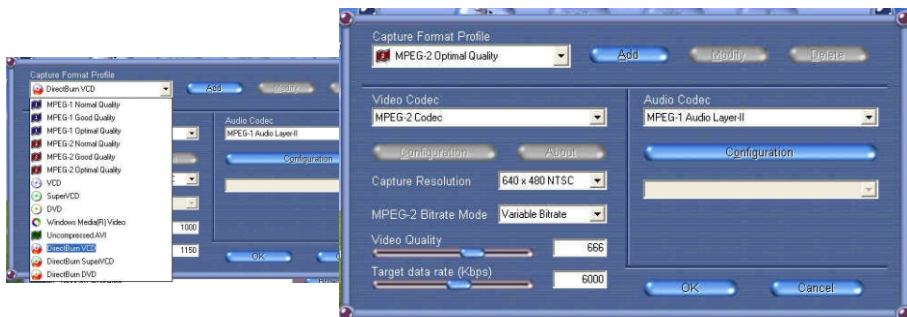 Capture Format Profile
DirectBurn VCD
Add
Modify
MPEG-1 Normal Quality
MPEG-1 Good Quality
MPEG-1 Optimal Quality
MPEG-2 Normal Quality
MPEG-2 Good Quality
MPEG-2 Optimal Quality
VCD
SuperVCD
DVD
Windows Media(R) Video
Uncompressed AVI
DirectBurn VCD
DirectBurn SuperVCD
DirectBurn DVD
Audio Codec
MPEG-1 Audio Layer-II
Configuration
1000
1150
OK
Capture Format Profile
MPEG-2 Optimal Quality
Add
Modify
Delete
Video Codec
MPEG-2 Codec
Configuration
About
Capture Resolution
640 x 480 NTSC
MPEG-2 Bitrate Mode
Variable Bitrate
Video Quality
666
Target data rate (Kbps)
6000
Audio Codec
MPEG-1 Audio Layer-II
Configuration
OK
Cancel